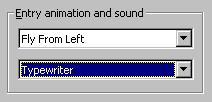 Entry animation and sound
Fly From Left
Typewriter